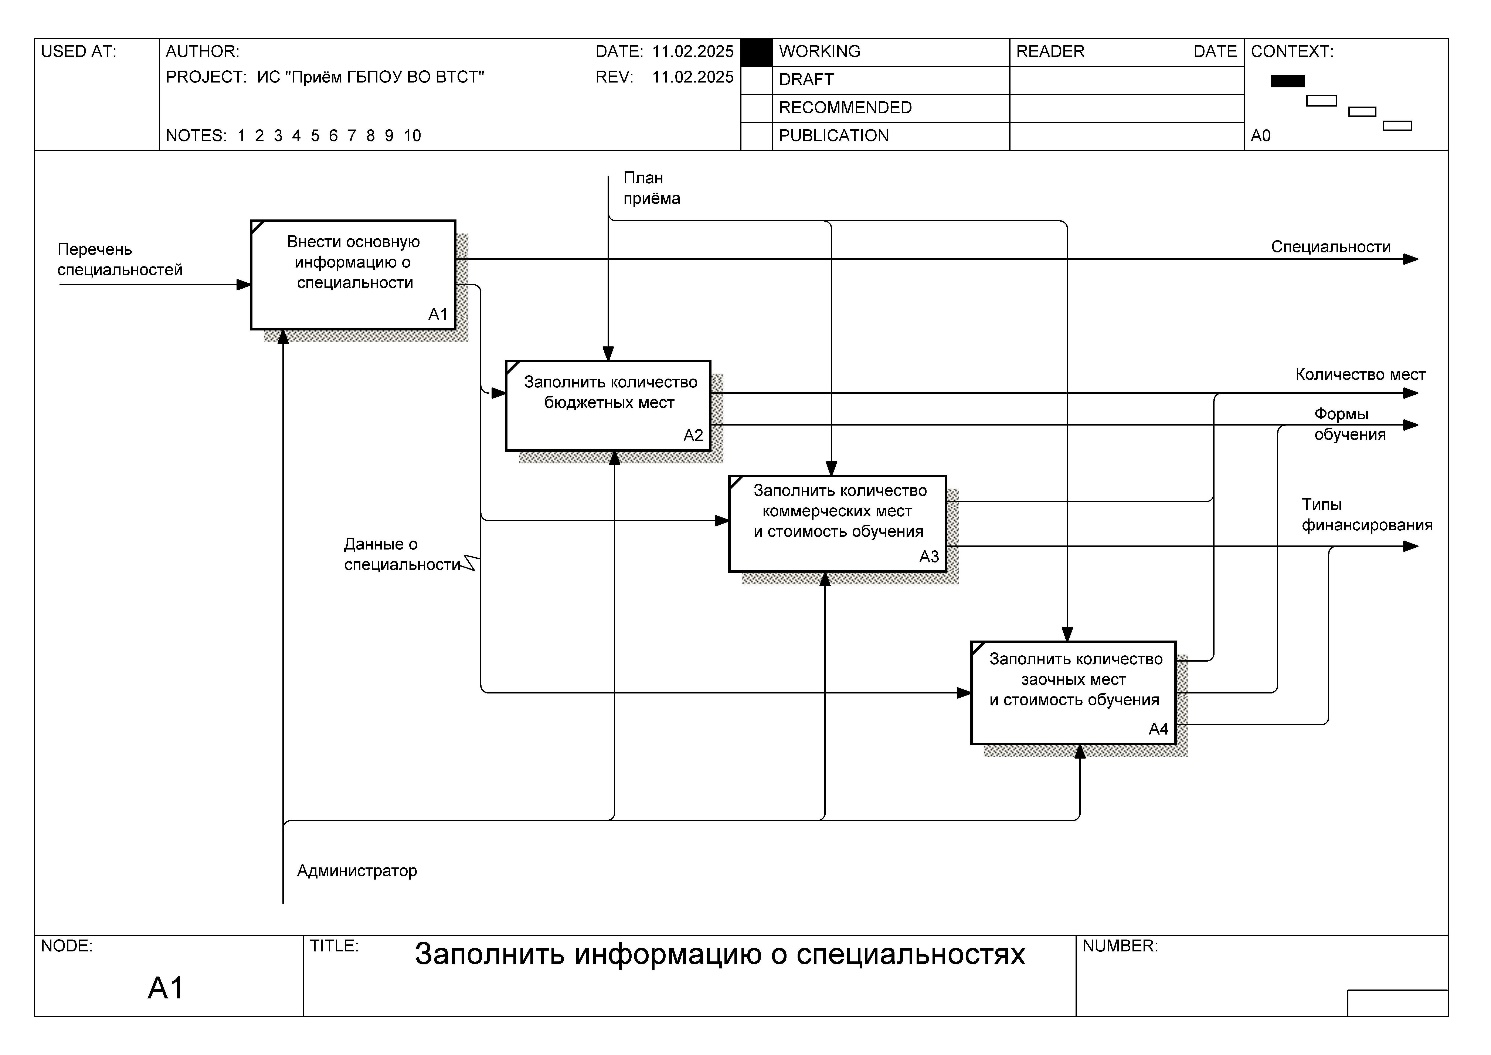 USED AT:
AUTHOR:
DATE: 11.02.2025
PROJECT: ИС "Приём ГБПОУ ВО ВТСТ"
REV: 11.02.2025
NOTES: 1 2 3 4 5 6 7 8 9 10
WORKING
DRAFT
RECOMMENDED
PUBLICATION
READER
DATE
CONTEXT:
A0
План
приёма
Перечень
специальностей
Внести основную
информацию о
специальности
A1
Специальности
Заполнить количество
бюджетных мест
A2
Количество мест
Формы
обучения
Заполнить количество
коммерческих мест
и стоимость обучения
A3
Типы
финансирования
Данные о
специальности
Заполнить количество
заочных мест
и стоимость обучения
A4
Администратор
NODE:
A1
TITLE:
Заполнить информацию о специальностях
NUMBER: